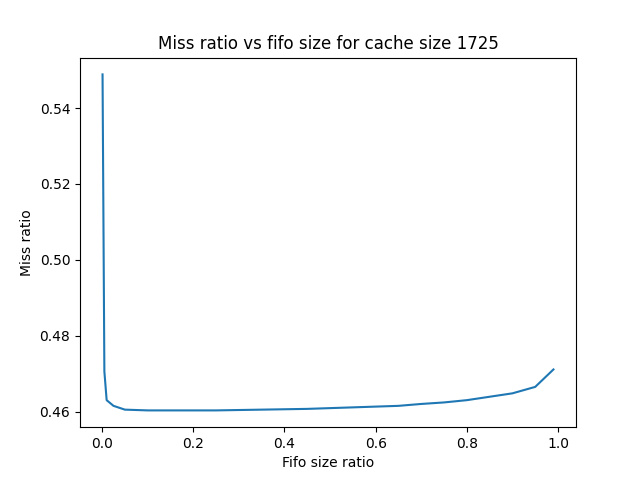 Miss ratio vs fifo size for cache size 1725
0.54
0.52
0.50
0.48
0.46
Miss ratio
0.0 0.2 0.4 0.6 0.8 1.0
Fifo size ratio